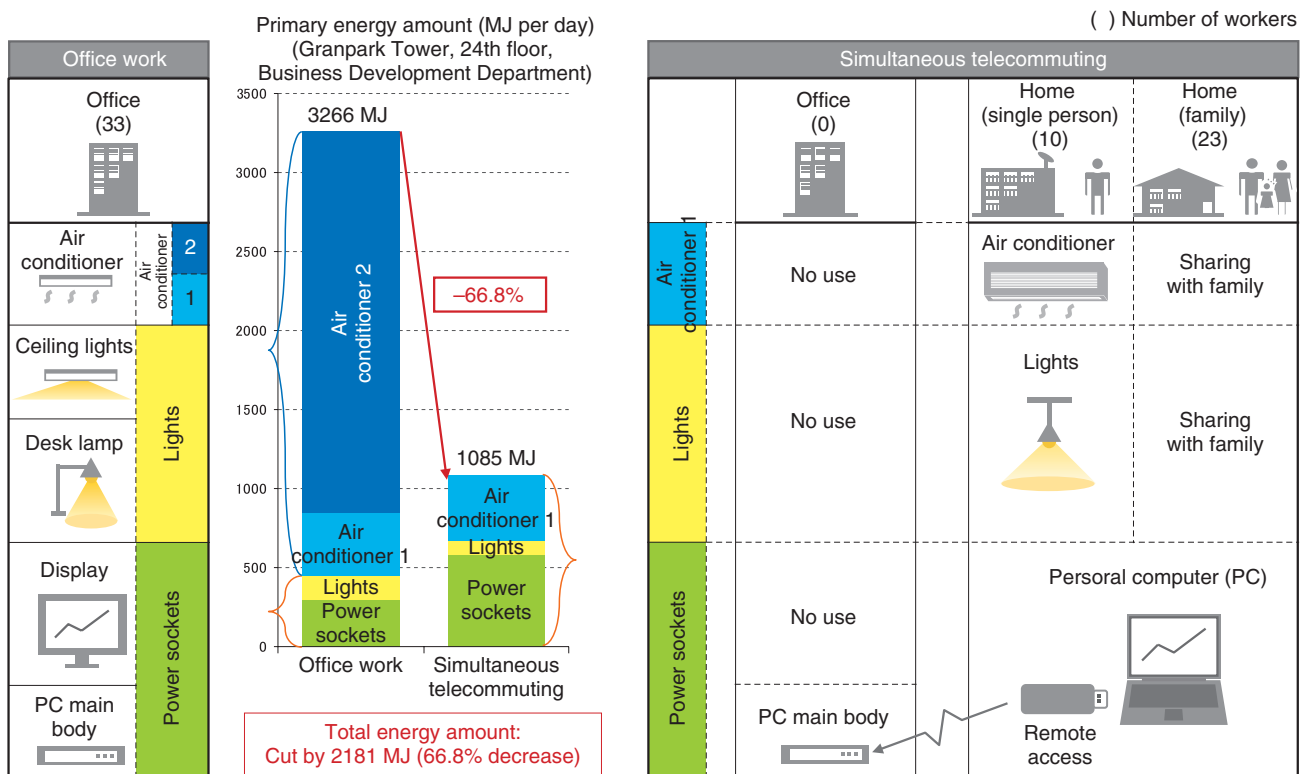 ( ) Number of workers
Office work
Office
(33)
Air
conditioner
Air
conditioner
2
1
Ceiling lights
Desk lamp
Lights
Display
PC main
body
Power sockets
Primary energy amount (MJ per day)
(Granpark Tower, 24th floor,
Business Development Department)
3500
3000
2500
2000
1500
1000
500
0
3266 MJ
Air
conditioner 2
Air
conditioner 1
Lights
Power
sockets
Office work
–66.8%
1085 MJ
Air
conditioner 1
Lights
Power
sockets
Simultaneous
telecommuting
Total energy amount:
Cut by 2181 MJ (66.8% decrease)
Simultaneous telecommuting
Office
(0)
Home
(single person)
(10)
Home
(family)
(23)
Air
conditioner 1
No use
Air conditioner
Sharing
with family
Lights
No use
Lights
Sharing
with family
Power sockets
No use
PC main body
Persoral computer (PC)
Remote
access